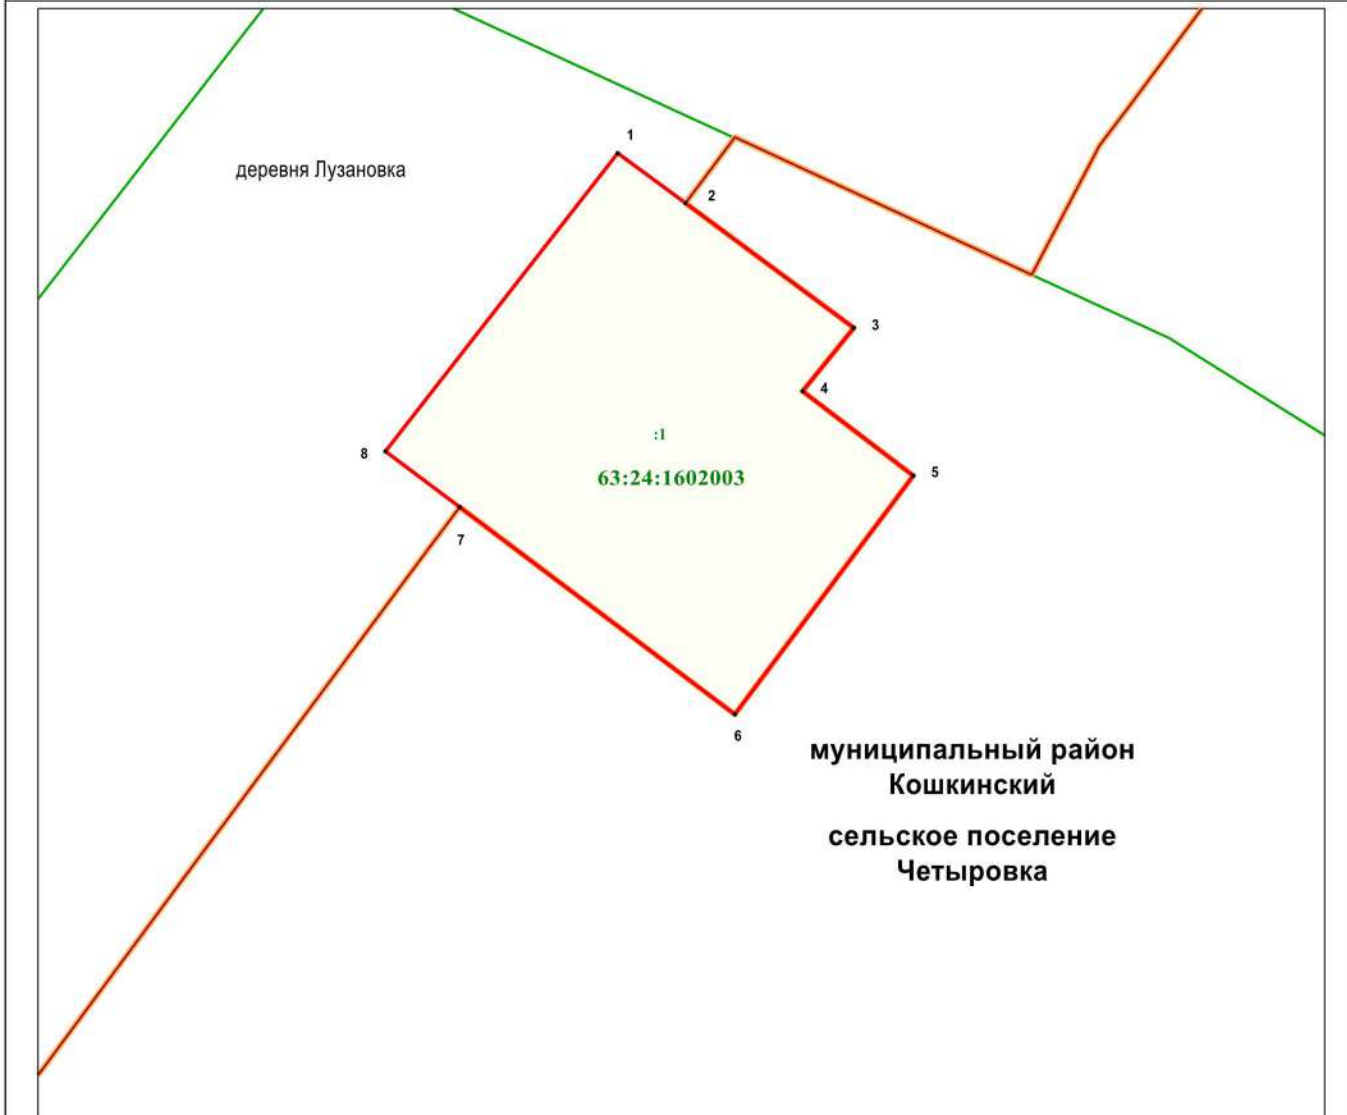 1
деревня Лузановка
2
3
4
:1
8
5
63:24:1602003
7
6
муниципальный район
Кошкинский
сельское поселение
Четыровка